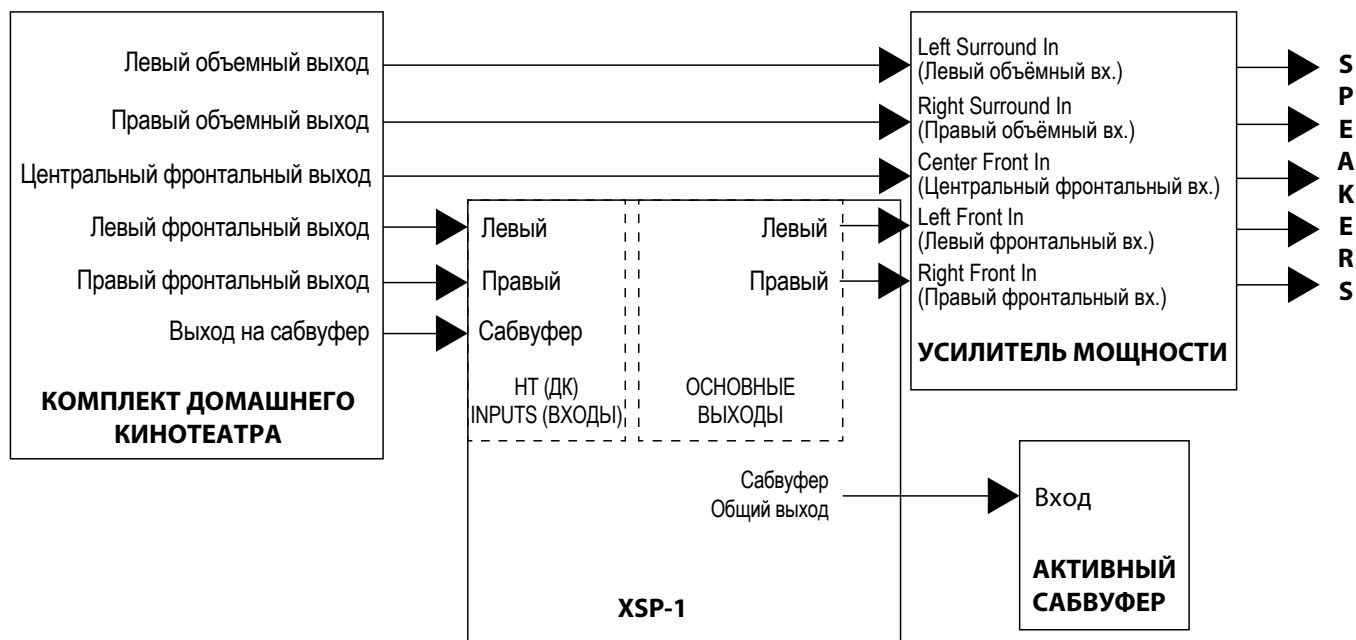 Левый объемный выход
Правый объемный выход
Центральный фронтальный выход
Левый фронтальный выход
Правый фронтальный выход
Выход на сабвуфер
КОМПЛЕКТ ДОМАШНЕГО
КИНОТЕАТРА
Левый
Правый
Сабвуфер
НТ (ДК)
INPUTS (ВХОДЫ)
Левый
Правый
ОСНОВНЫЕ
ВЫХОДЫ
Сабвуфер
Общий выход
XSP-1
Left Surround In
(Левый объёмный вх.)
Right Surround In
(Правый объёмный вх.)
Center Front In
(Центральный фронтальный вх.)
Left Front In
(Левый фронтальный вх.)
Right Front In
(Правый фронтальный вх.)
УСИЛИТЕЛЬ МОЩНОСТИ
Вход
АКТИВНЫЙ
САБВУФЕР
S
P
E
A
K
E
R
S